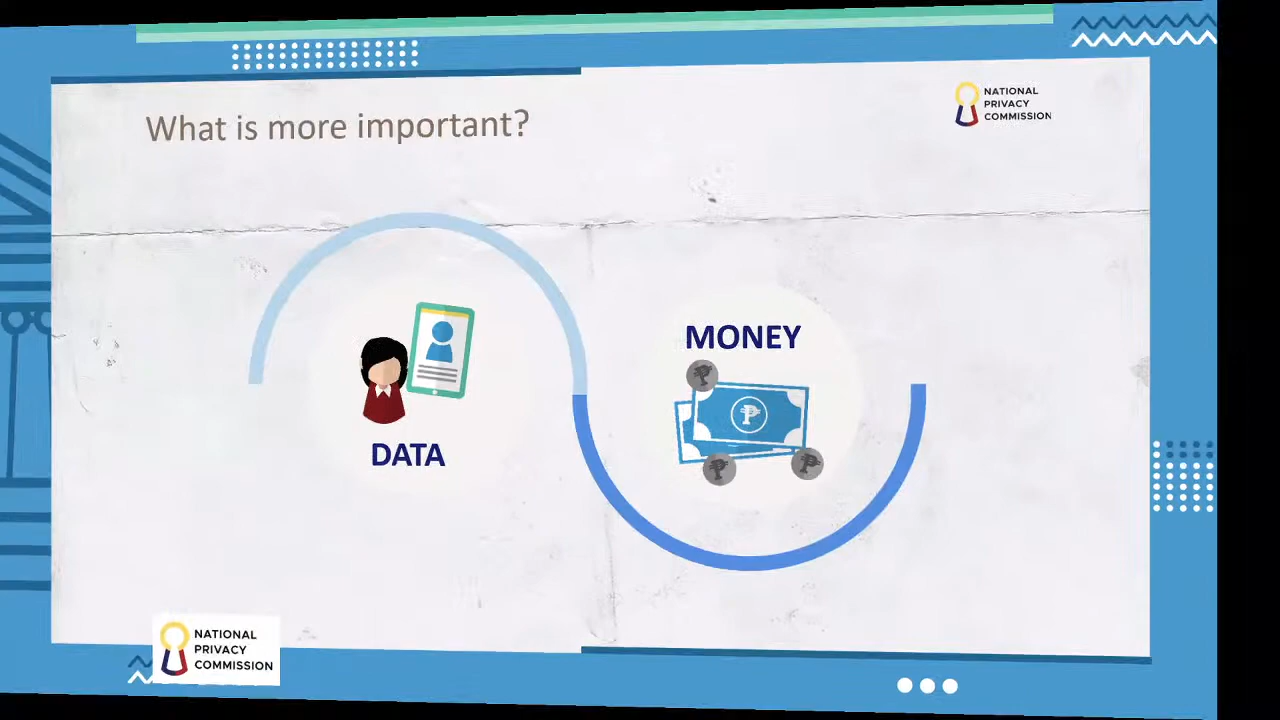 What is more important?
NATIONAL
PRIVACY
COMMISSION
MONEY
DATA
NATIONAL
PRIVACY
COMMISSION